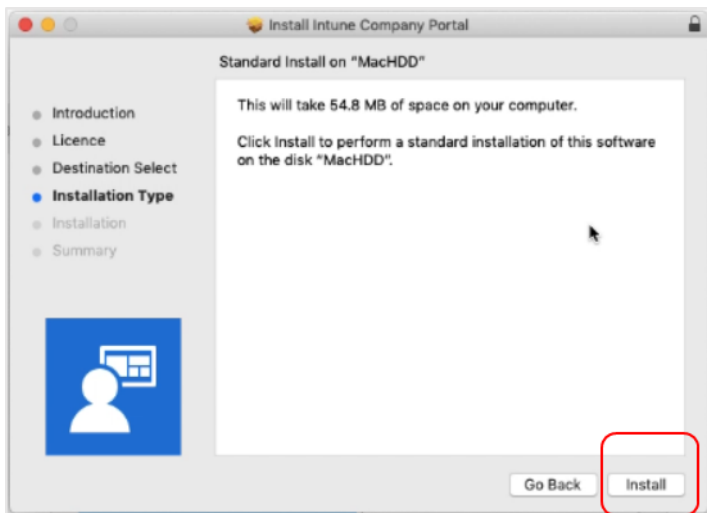 Install Intune Company Portal
Standard Install on "MacHDD"
Introduction
Licence
Destination Select
Installation Type
Installation
Summary
This will take 54.8 MB of space on your computer.
Click Install to perform a standard installation of this software
on the disk "MacHDD".
Go Back
Install